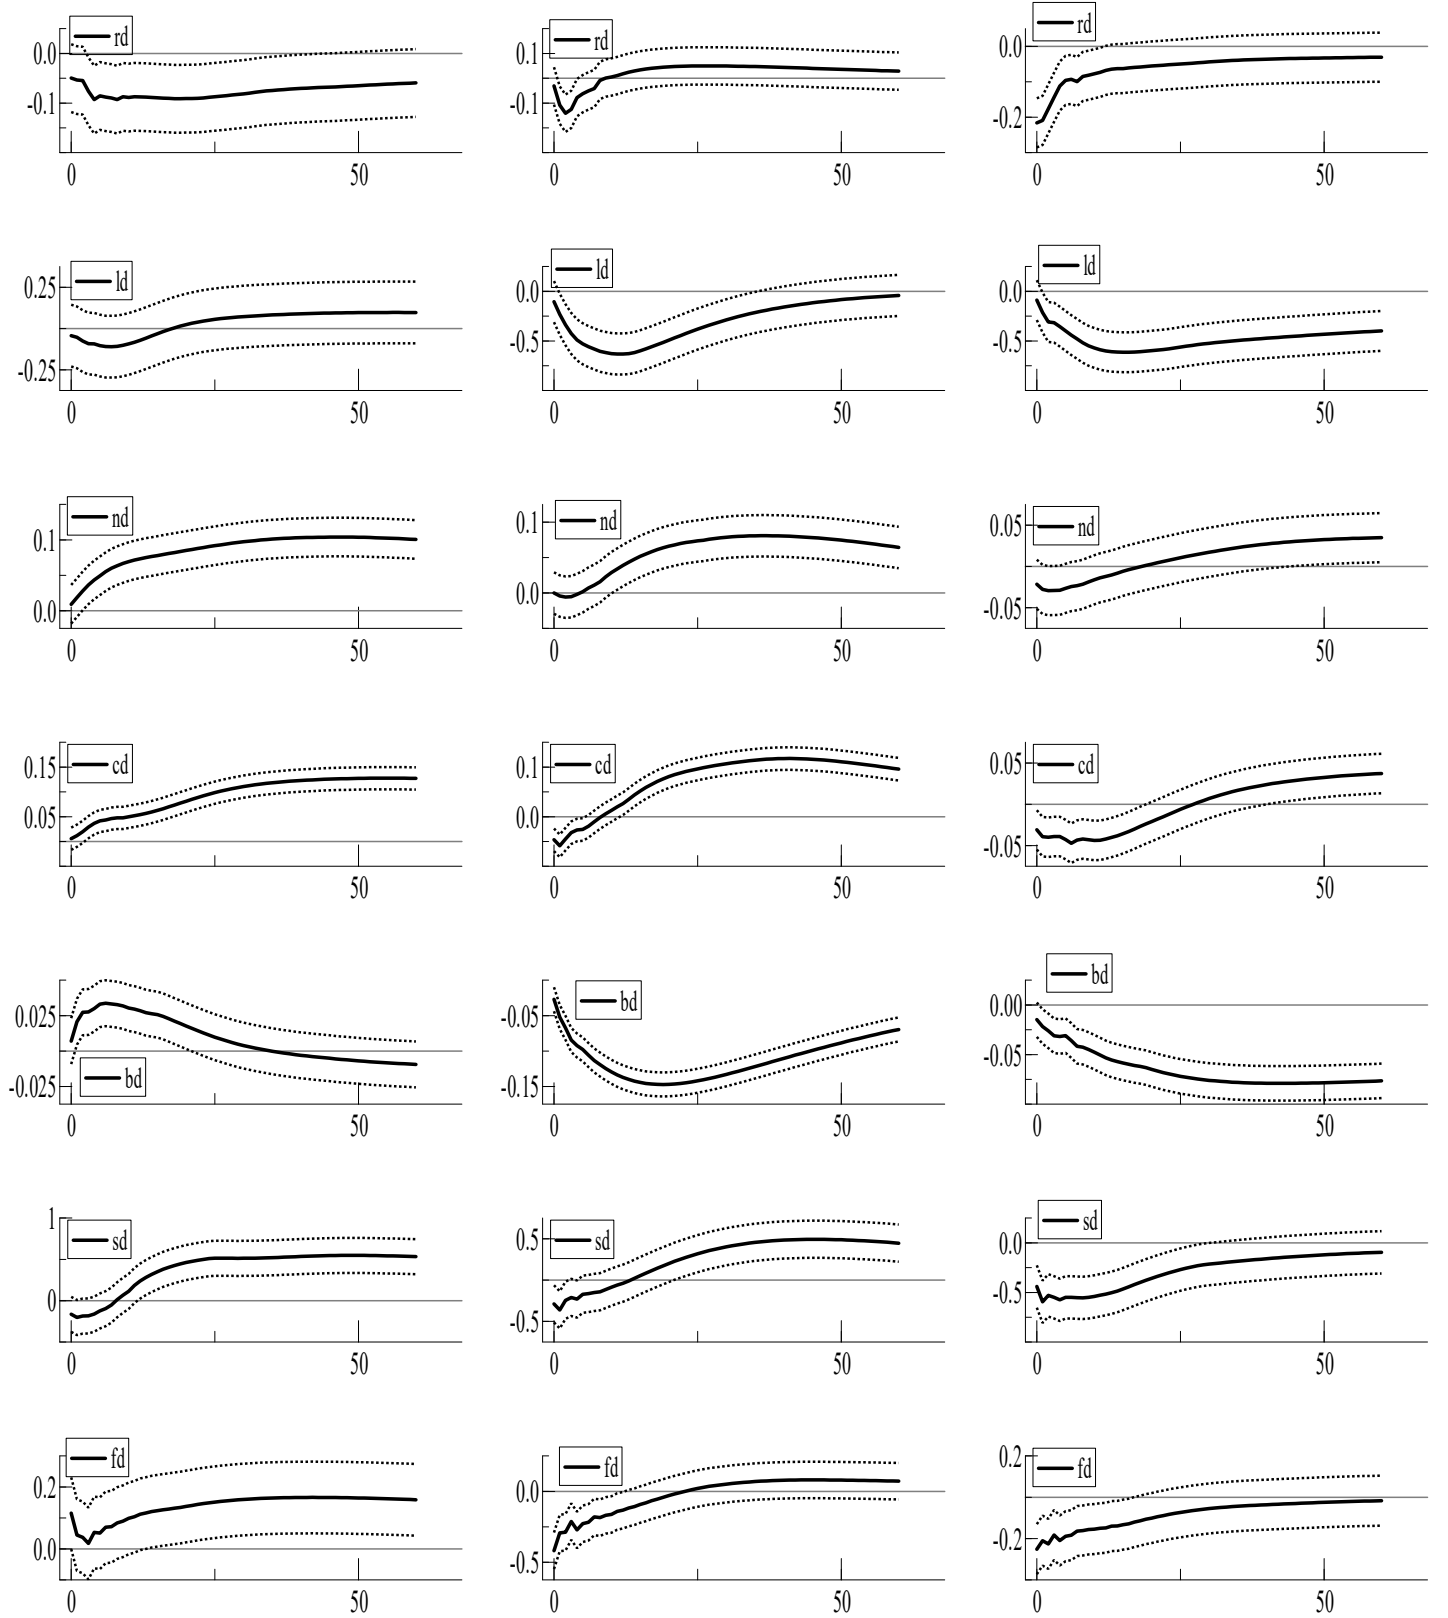 rd rd rd
0.0 0.1 0.0
-0.1 -0.1 -0.2
0 50 0 50 0 50
ld ld ld
0.25 0.0 0.0
-0.25 -0.5 -0.5
0 50 0 50 0 50
nd nd nd
0.1 0.1 0.05
0.0 0.0 -0.05
0 50 0 50 0 50
cd cd cd
0.15 0.1 0.05
0.05 0.0 -0.05
0 50 0 50 0 50
bd bd
0.025 -0.05 0.00
-0.05
bd
-0.025 -0.15
0 50 0 50 0 50
1
sd sd sd
0.5 0.0
0 -0.5 -0.5
0 50 0 50 0 50
fd fd fd
0.2 0.0 0.2
0.0 -0.5 -0.2
0 50 0 50 0 50